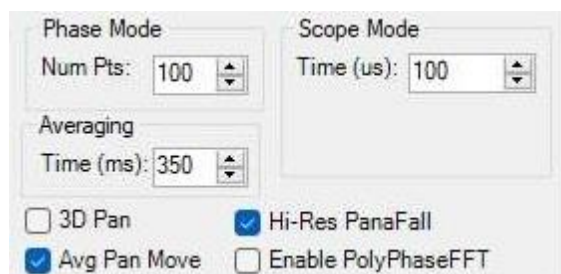 Phase Mode
Num Pts: 100
Scope Mode
Time (us): 100
Averaging
Time (ms): 350
3D Pan
Hi-Res PanaFall
Avg Pan Move
Enable PolyPhaseFFT